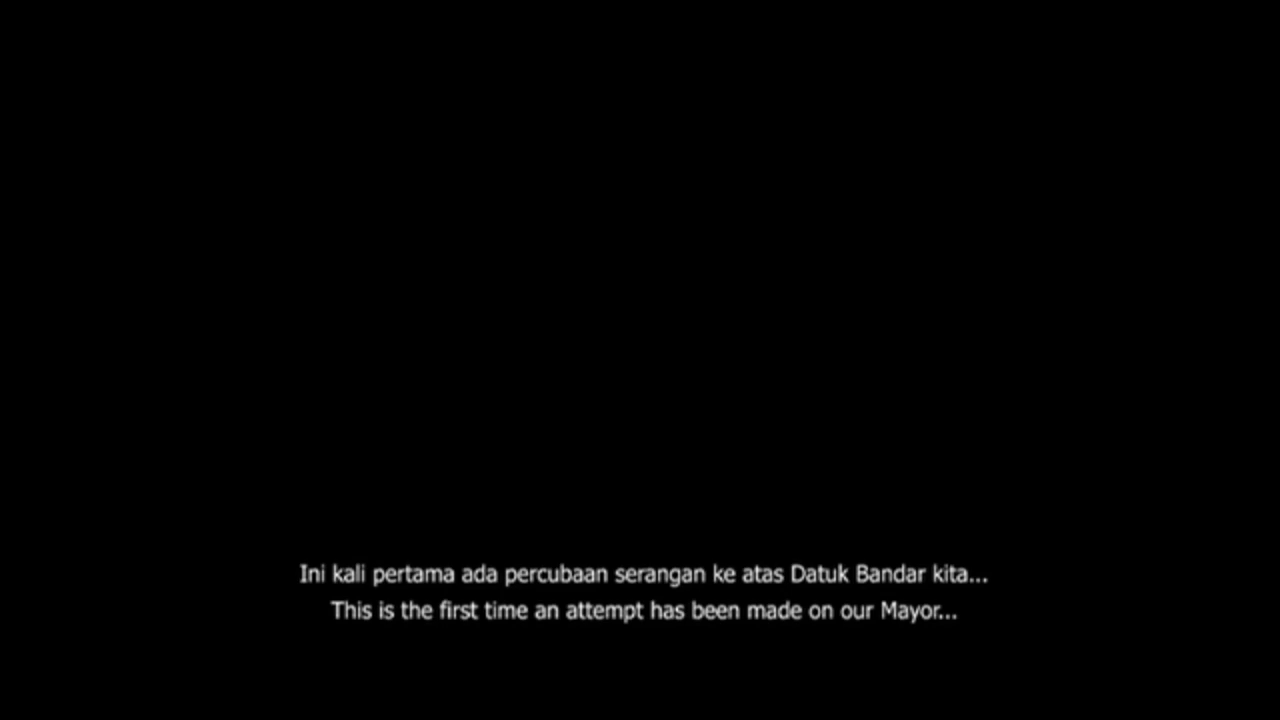 Ini kali pertama ada percubaan serangan ke atas Datuk Bandar kita...
This is the first time an attempt has been made on our Mayor...